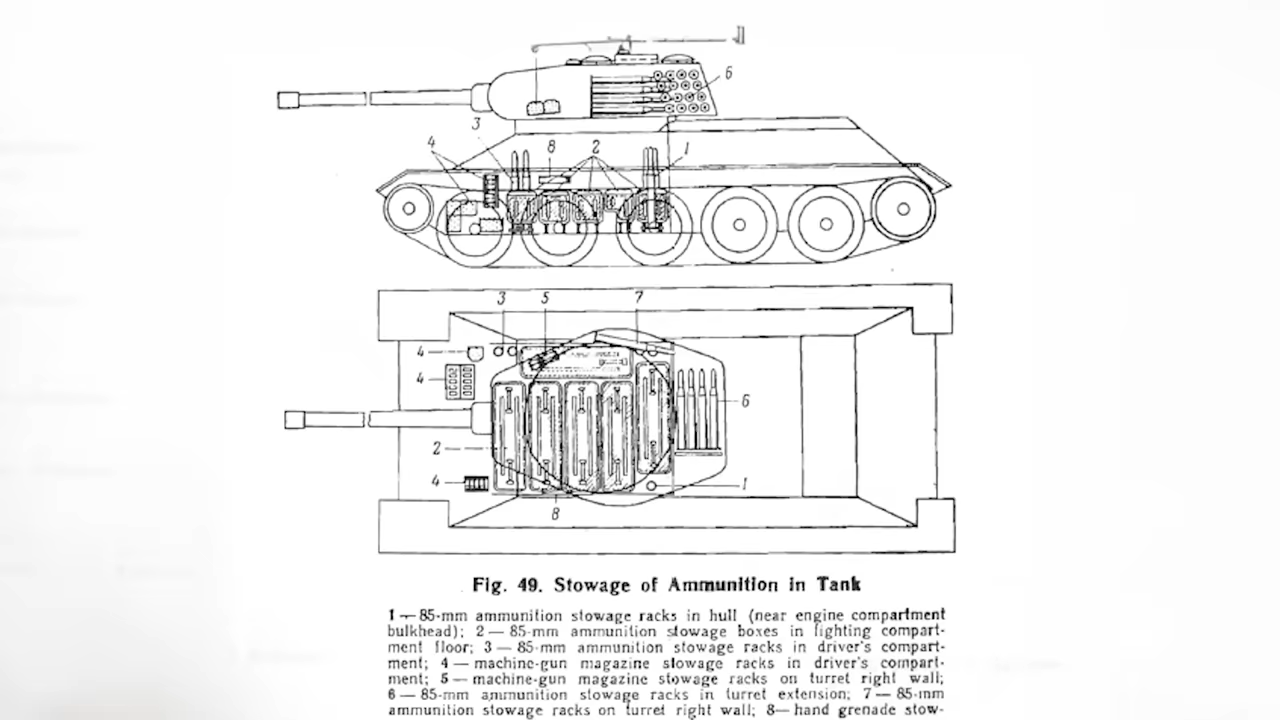 6
3
4
8
2
1
3
5
7
4
4
6
2
4
1
8
Fig. 49. Stowage of Ammunition in Tank
1 — 85-mm ammunition stowage racks in hull (near engine compartment
bulkhead); 2 — 85-mm ammunition stowage boxes in fighting compart-
ment floor; 3 — 85-mm ammunition stowage racks in driver's compart-
ment; 4 — machine-gun magazine stowage racks in driver's compart-
ment; 5 — machine-gun magazine stowage racks on turret right wall;
6 — 85-mm ammunition stowage racks in turret extension; 7 — 85-mm
ammunition stowage racks on turret right wall; 8— hand grenade stow-